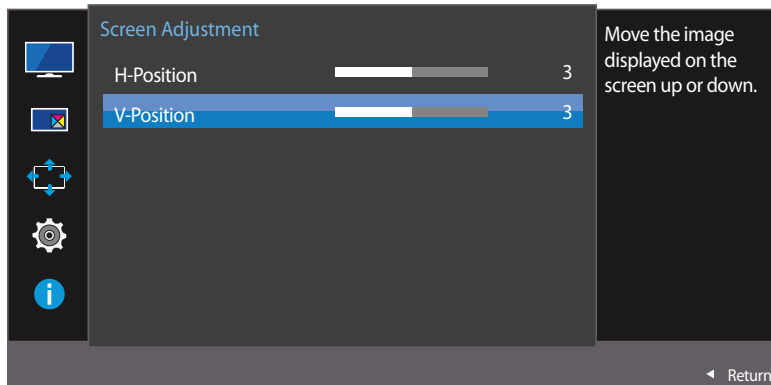 Screen Adjustment
H-Position 3
V-Position 3
Move the image
displayed on the
screen up or down.
Return